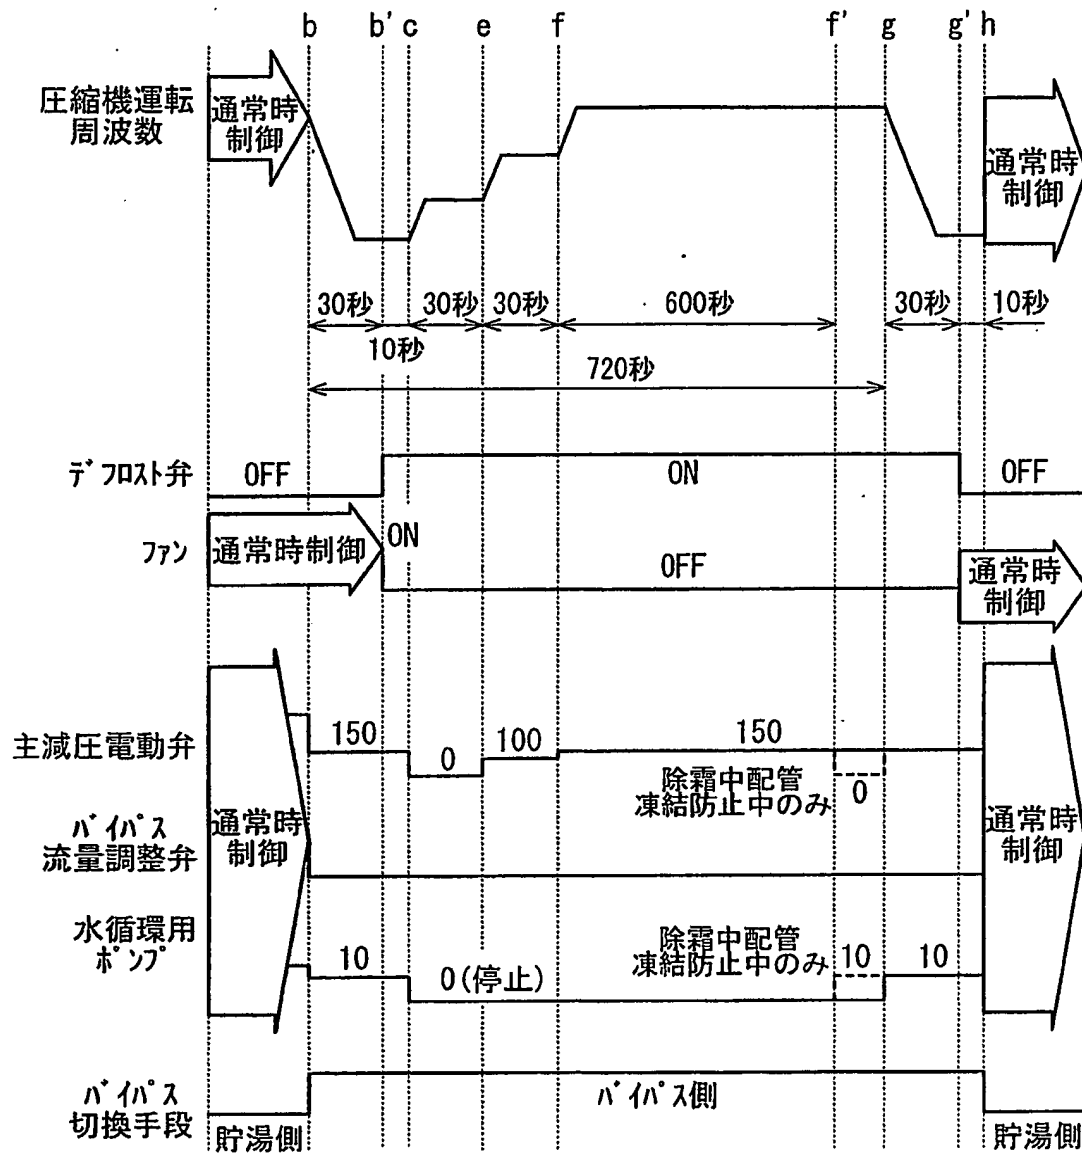 b b' c e f f' g g' h
圧縮機運転
周波数
通常時
制御
通常時
制御
30秒 30秒 30秒 600秒 30秒 10秒
10秒
720秒
デフロスト弁
OFF ON OFF
ファン
通常時制御
ON
OFF
通常時
制御
主減圧電動弁
150 0 100 150
除霜中配管
凍結防止中のみ
0
通常時
制御
通常時
制御
バイパス
流量調整弁
水循環用
ポンプ
10
0(停止)
除霜中配管
凍結防止中のみ
10 10
バイパス
切換手段
バイパス側
貯湯側
貯湯側